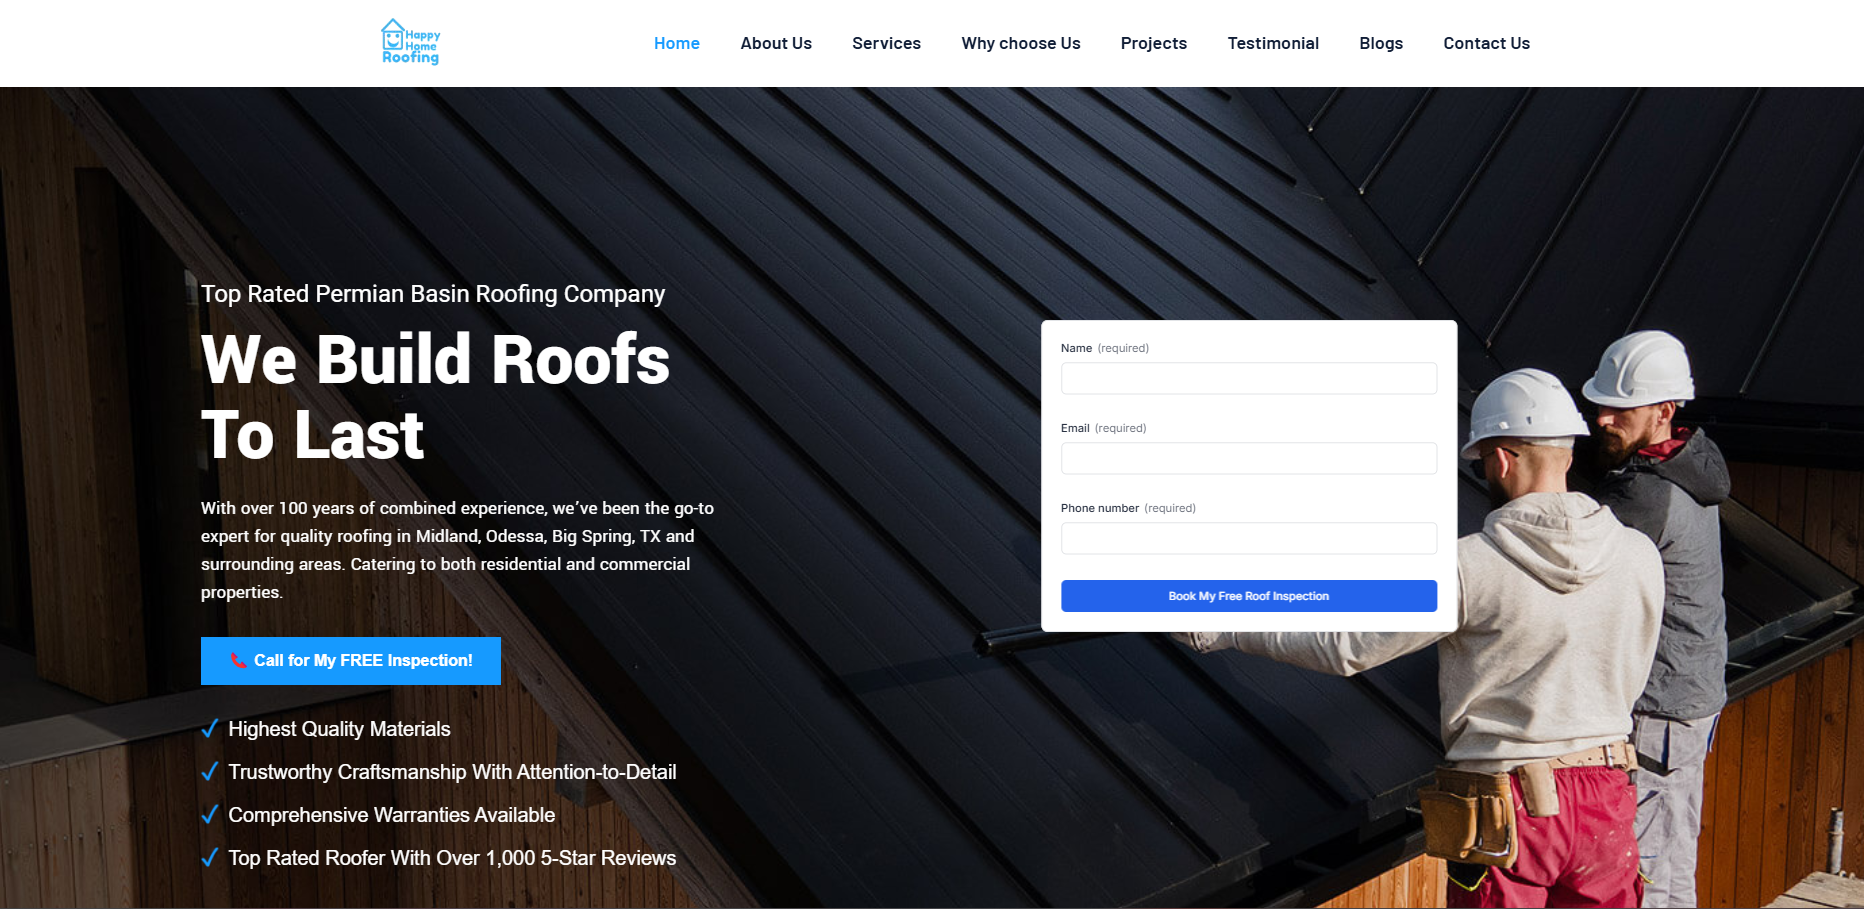 Happy
Home
Roofing
Home About Us Services Why choose Us Projects Testimonial Blogs Contact Us
Top Rated Permian Basin Roofing Company
We Build Roofs
To Last
With over 100 years of combined experience, we’ve been the go-to
expert for quality roofing in Midland, Odessa, Big Spring, TX and
surrounding areas. Catering to both residential and commercial
properties.
Call for My FREE Inspection!
Highest Quality Materials
Trustworthy Craftsmanship With Attention-to-Detail
Comprehensive Warranties Available
Top Rated Roofer With Over 1,000 5-Star Reviews
Name (required)
Email (required)
Phone number (required)
Book My Free Roof Inspection